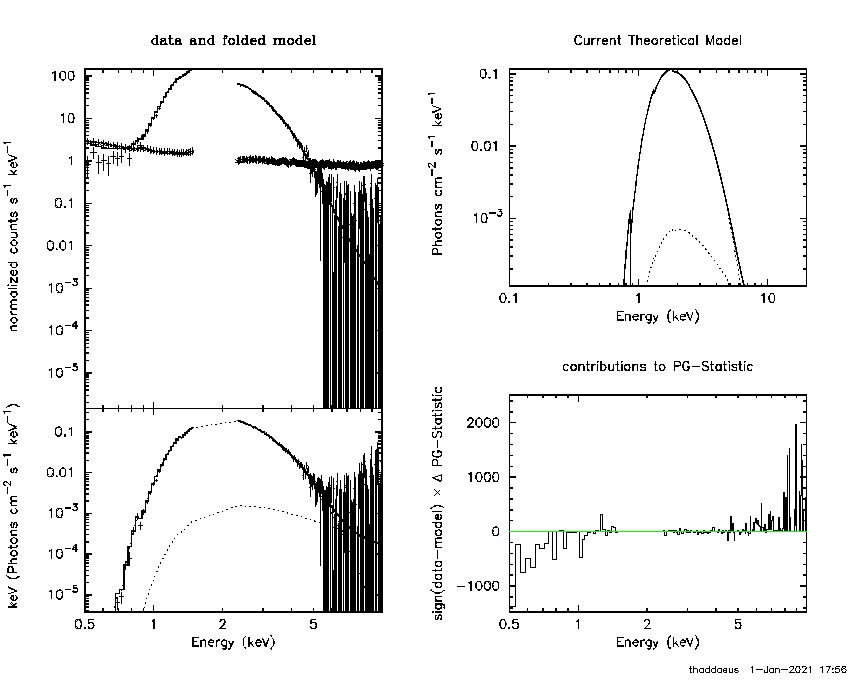 data and folded model
normalized counts s−1 keV−1
100
10
1
0.1
0.01
10−3
10−4
10−5
keV (Photons cm−2 s−1 keV−1)
0.1
0.01
10−3
10−4
10−5
0.5 1 2 5
Energy (keV)
Current Theoretical Model
Photons cm−2 s−1 keV−1
0.1
0.01
10−3
0.1 1 10
Energy (keV)
contributions to PG−Statistic
sign(data−model) × Δ PG−Statistic
2000
1000
0
−1000
0.5 1 2 5
Energy (keV)
thaddaeus 1−Jan−2021 17:56